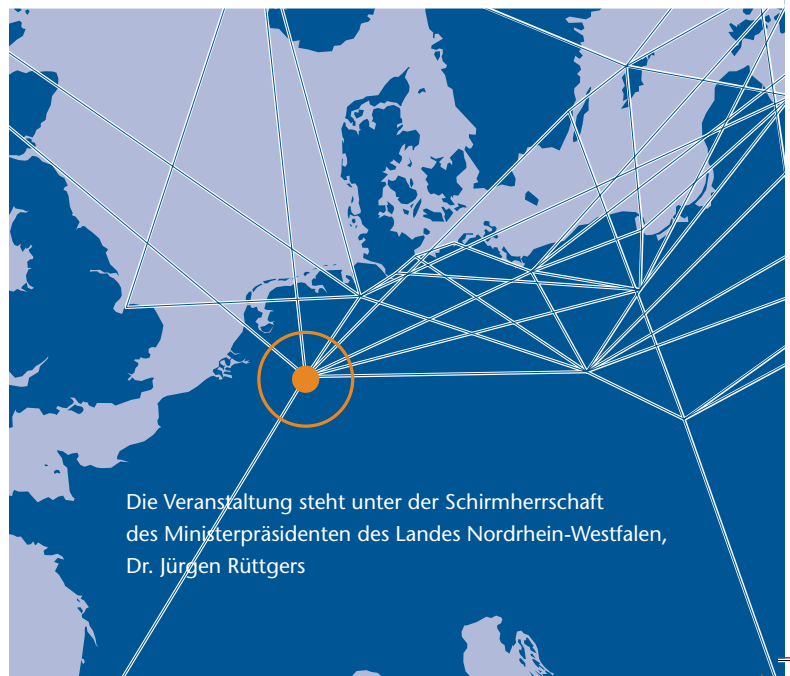 Die Veranstaltung steht unter der Schirmherrschaft
des Ministerpräsidenten des Landes Nordrhein-Westfalen,
Dr. Jürgen Rüttgers